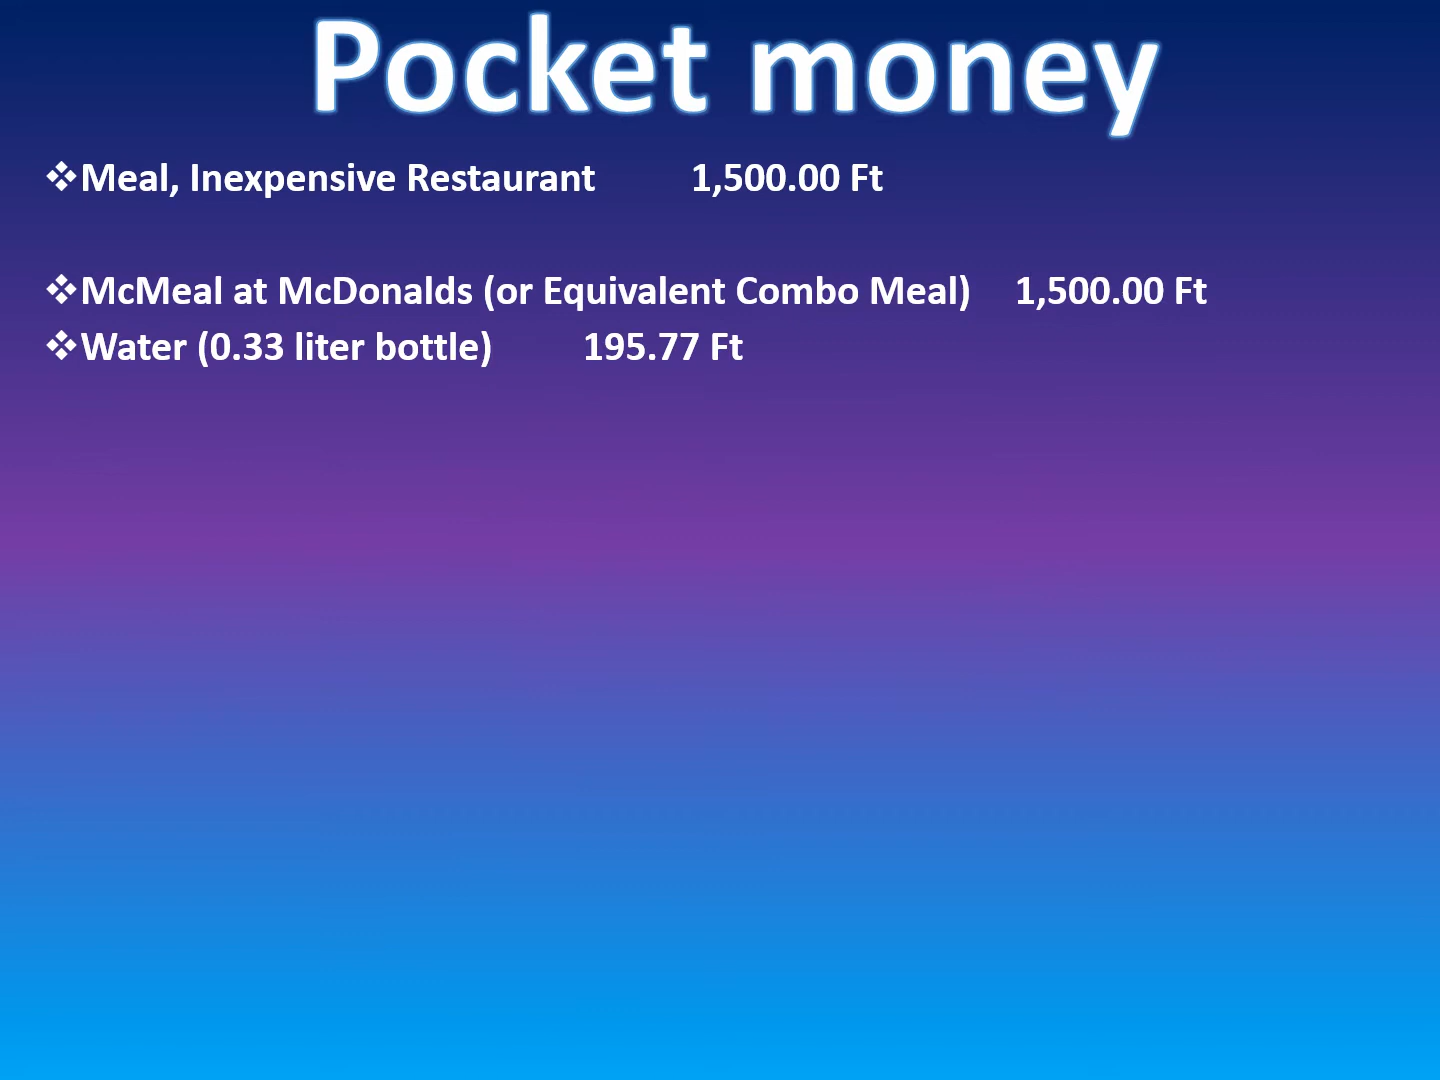 Pocket money
❖Meal, Inexpensive Restaurant 1,500.00 Ft
❖McMeal at McDonalds (or Equivalent Combo Meal) 1,500.00 Ft
❖Water (0.33 liter bottle) 195.77 Ft